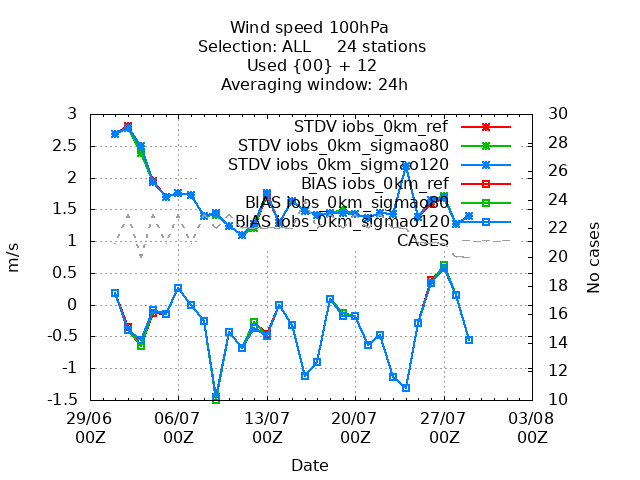 Wind speed 100hPa
Selection: ALL 24 stations
Used {00} + 12
Averaging window: 24h
3
2.5
2
1.5
1
0.5
0
-0.5
-1
-1.5
m/s
STDV iobs_0km_ref
STDV iobs_0km_sigmao80
STDV iobs_0km_sigmao120
BIAS iobs_0km_ref
BIAS iobs_0km_sigmao80
BIAS iobs_0km_sigmao120
CASES
30
28
26
24
22
20
18
16
14
12
10
No cases
29/06 06/07 13/07 20/07 27/07 03/08
00Z 00Z 00Z 00Z 00Z 00Z
Date